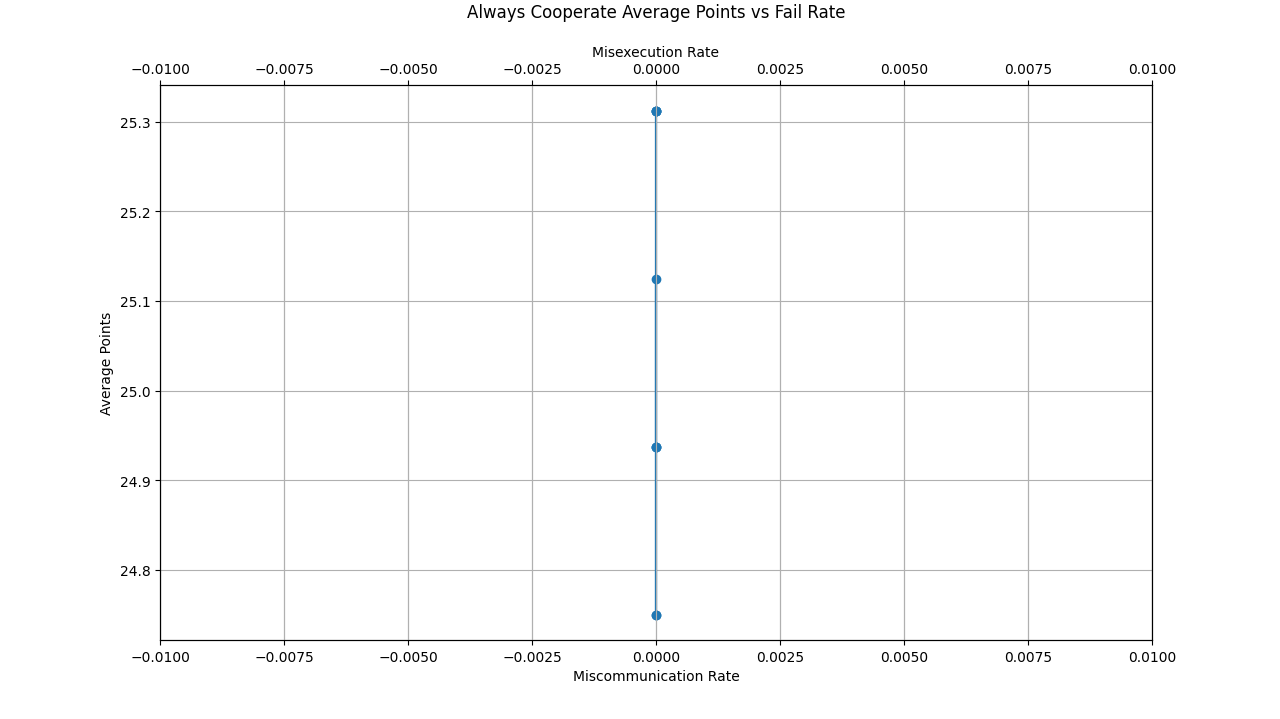 Always Cooperate Average Points vs Fail Rate
Misexecution Rate
−0.0100 −0.0075 −0.0050 −0.0025 0.0000 0.0025 0.0050 0.0075 0.0100
25.3
25.2
25.1
25.0
24.9
24.8
Average Points
−0.0100 −0.0075 −0.0050 −0.0025 0.0000 0.0025 0.0050 0.0075 0.0100
Miscommunication Rate